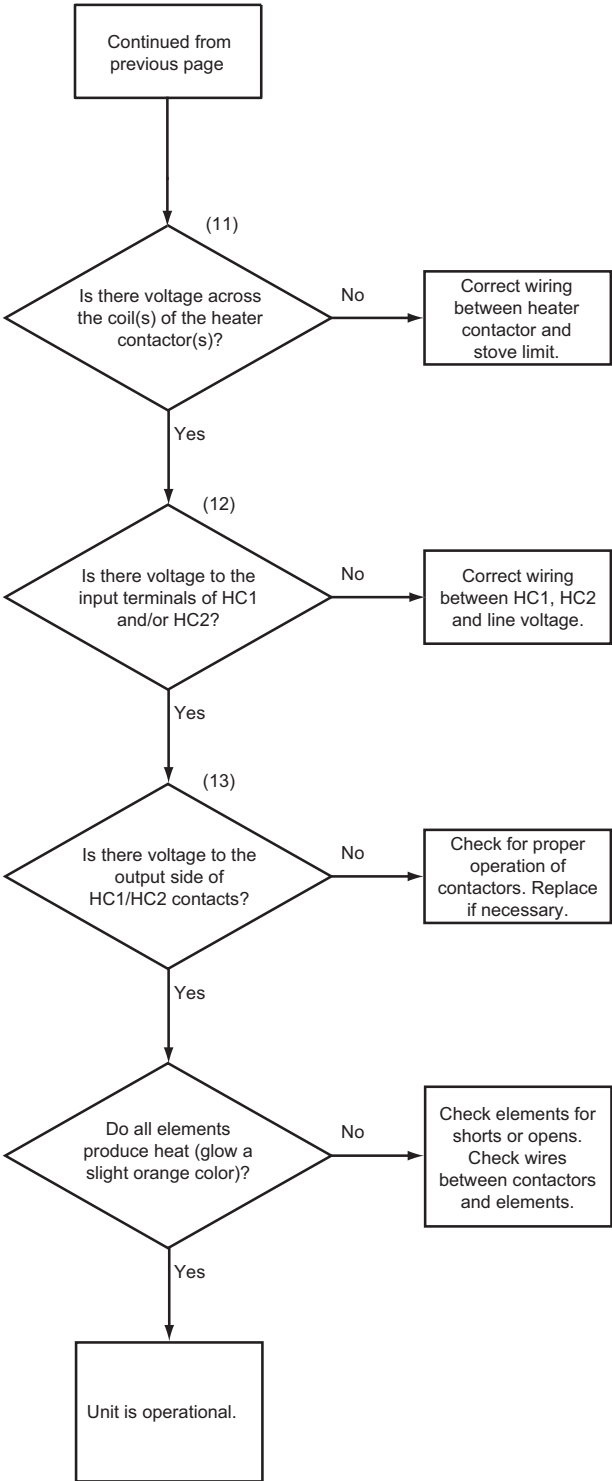 Continued from
previous page
(11)
Is there voltage across
the coil(s) of the heater
contactor(s)?
No
Correct wiring
between heater
contactor and
stove limit.
Yes
(12)
Is there voltage to the
input terminals of HC1
and/or HC2?
No
Correct wiring
between HC1, HC2
and line voltage.
Yes
(13)
Is there voltage to the
output side of
HC1/HC2 contacts?
No
Check for proper
operation of
contactors. Replace
if necessary.
Yes
Do all elements
produce heat (glow a
slight orange color)?
No
Check elements for
shorts or opens.
Check wires
between contactors
and elements.
Yes
Unit is operational.